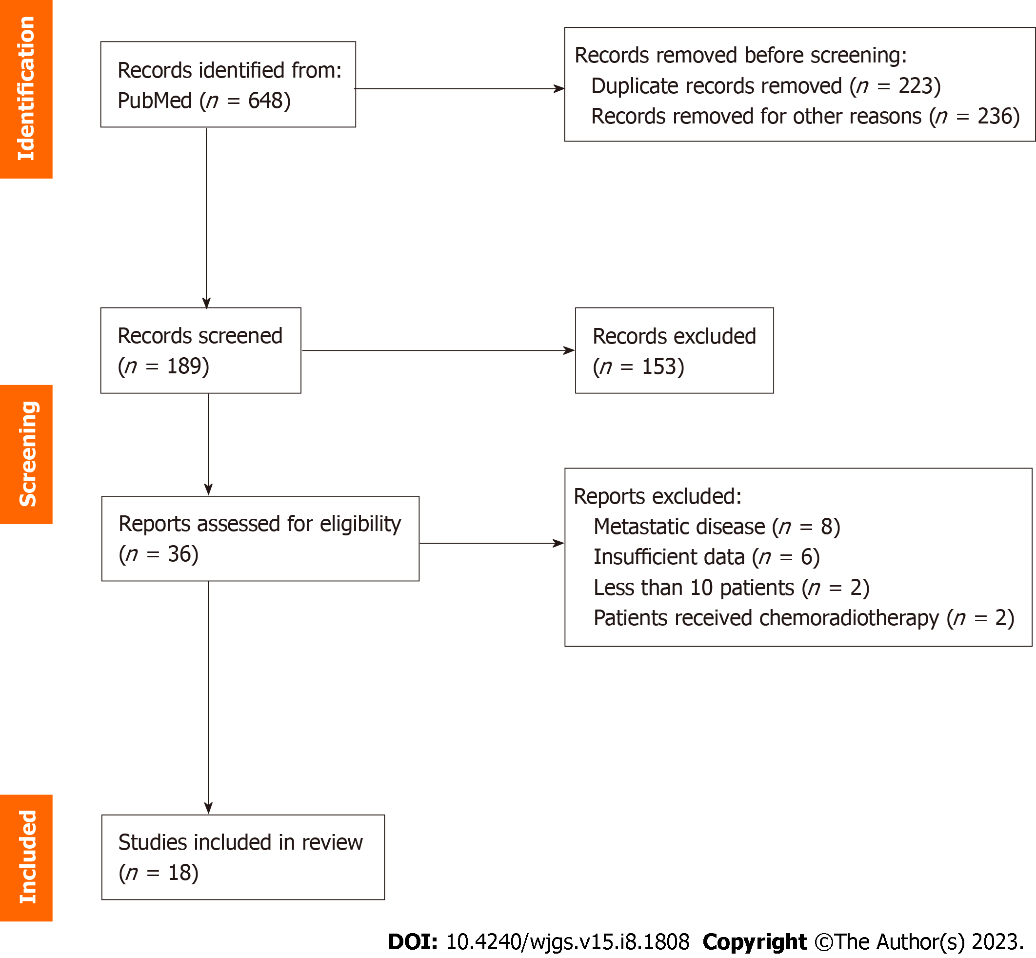 Identification
Records identified from:
PubMed (n = 648)
Records removed before screening:
Duplicate records removed (n = 223)
Records removed for other reasons (n = 236)
Screening
Records screened
(n = 189)
Records excluded
(n = 153)
Reports assessed for eligibility
(n = 36)
Reports excluded:
Metastatic disease (n = 8)
Insufficient data (n = 6)
Less than 10 patients (n = 2)
Patients received chemoradiotherapy (n = 2)
Included
Studies included in review
(n = 18)
DOI: 10.4240/wjgs.v15.i8.1808 Copyright ©The Author(s) 2023.